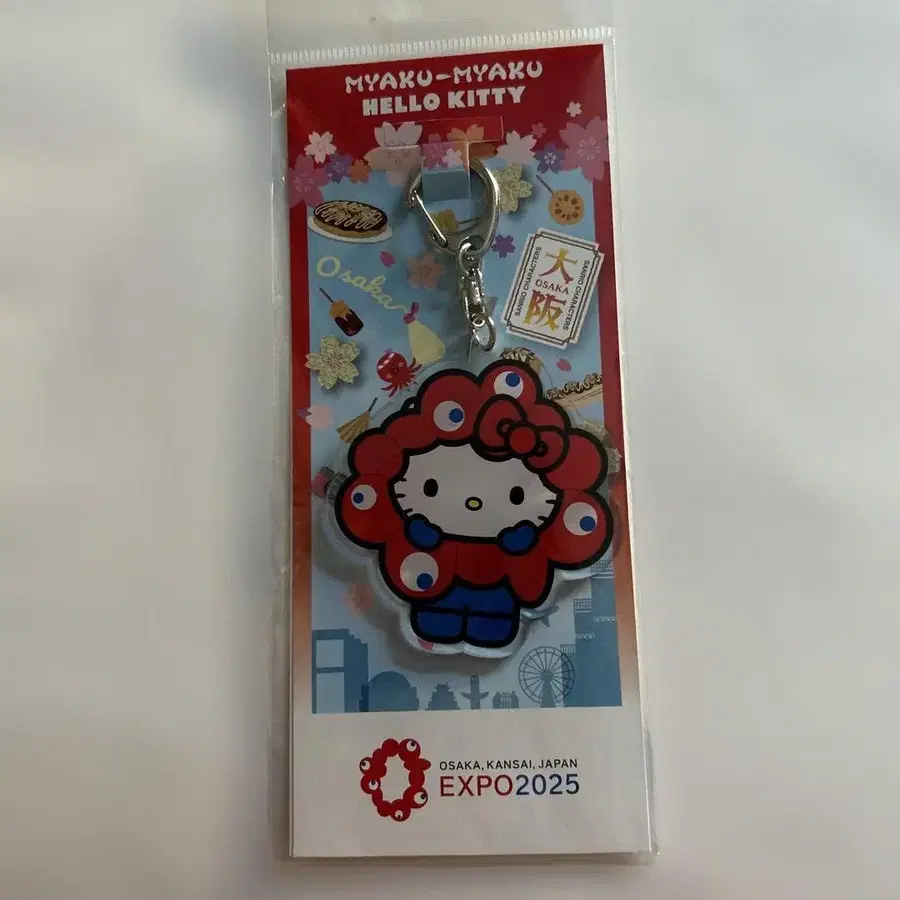 MYAKU-MYAKU
HELLO KITTY
Osaka
SANRIO CHARACTERS
大
OSAKA
阪
SANRIO CHARACTERS
OSAKA, KANSAI, JAPAN
EXPO2025